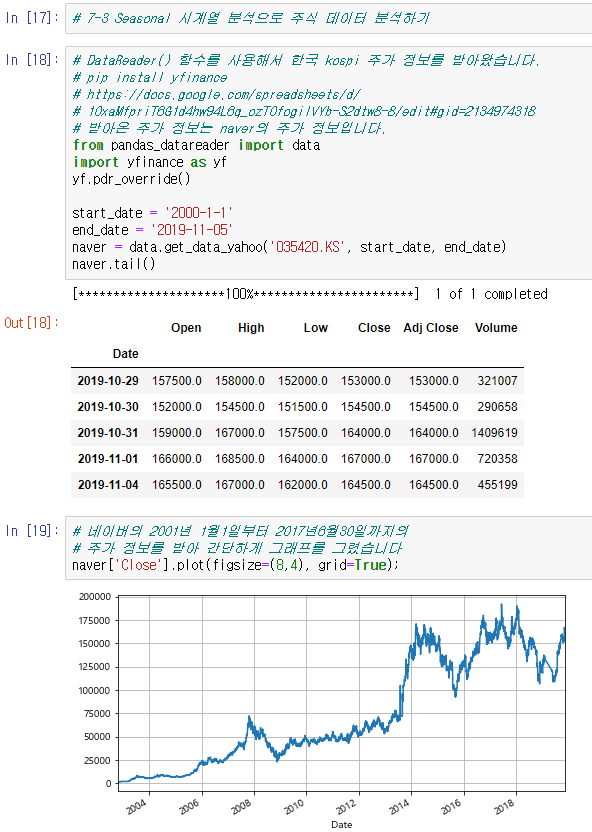 In [17]: # 7-3 Seasonal 시계열 분석으로 주식 데이터 분석하기
In [18]: # DataReader() 함수를 사용해서 한국 kospi 주가 정보를 받아왔습니다.
# pip install yfinance
# https://docs.google.com/spreadsheets/d/
# 1OxaMfpriT6G1d4hw94L6q_ozTOfogilVYh-S2dtw8-8/edit#gid=2134974318
# 받아온 주가 정보는 naver의 주가 정보입니다.
from pandas_datareader import data
import yfinance as yf
yf.pdr_override()
start_date = '2000-1-1'
end_date = '2019-11-05'
naver = data.get_data_yahoo('035420.KS', start_date, end_date)
naver.tail()
[*********************100%***********************] 1 of 1 completed
Out[18]:
Open High Low Close Adj Close Volume
Date
2019-10-29 157500.0 158000.0 152000.0 153000.0 153000.0 321007
2019-10-30 152000.0 154500.0 151500.0 154500.0 154500.0 290658
2019-10-31 159000.0 167000.0 157500.0 164000.0 164000.0 1409619
2019-11-01 166000.0 168500.0 164000.0 167000.0 167000.0 720358
2019-11-04 165500.0 167000.0 162000.0 164500.0 164500.0 455199
In [19]: # 네이버의 2001년 1월1일부터 2017년6월30일까지의
# 주가 정보를 받아 간단하게 그래프를 그렸습니다
naver['Close'].plot(figsize=(8,4), grid=True);
200000
175000
150000
125000
100000
75000
50000
25000
0
2004 2006 2008 2010 2012 2014 2016 2018
Date